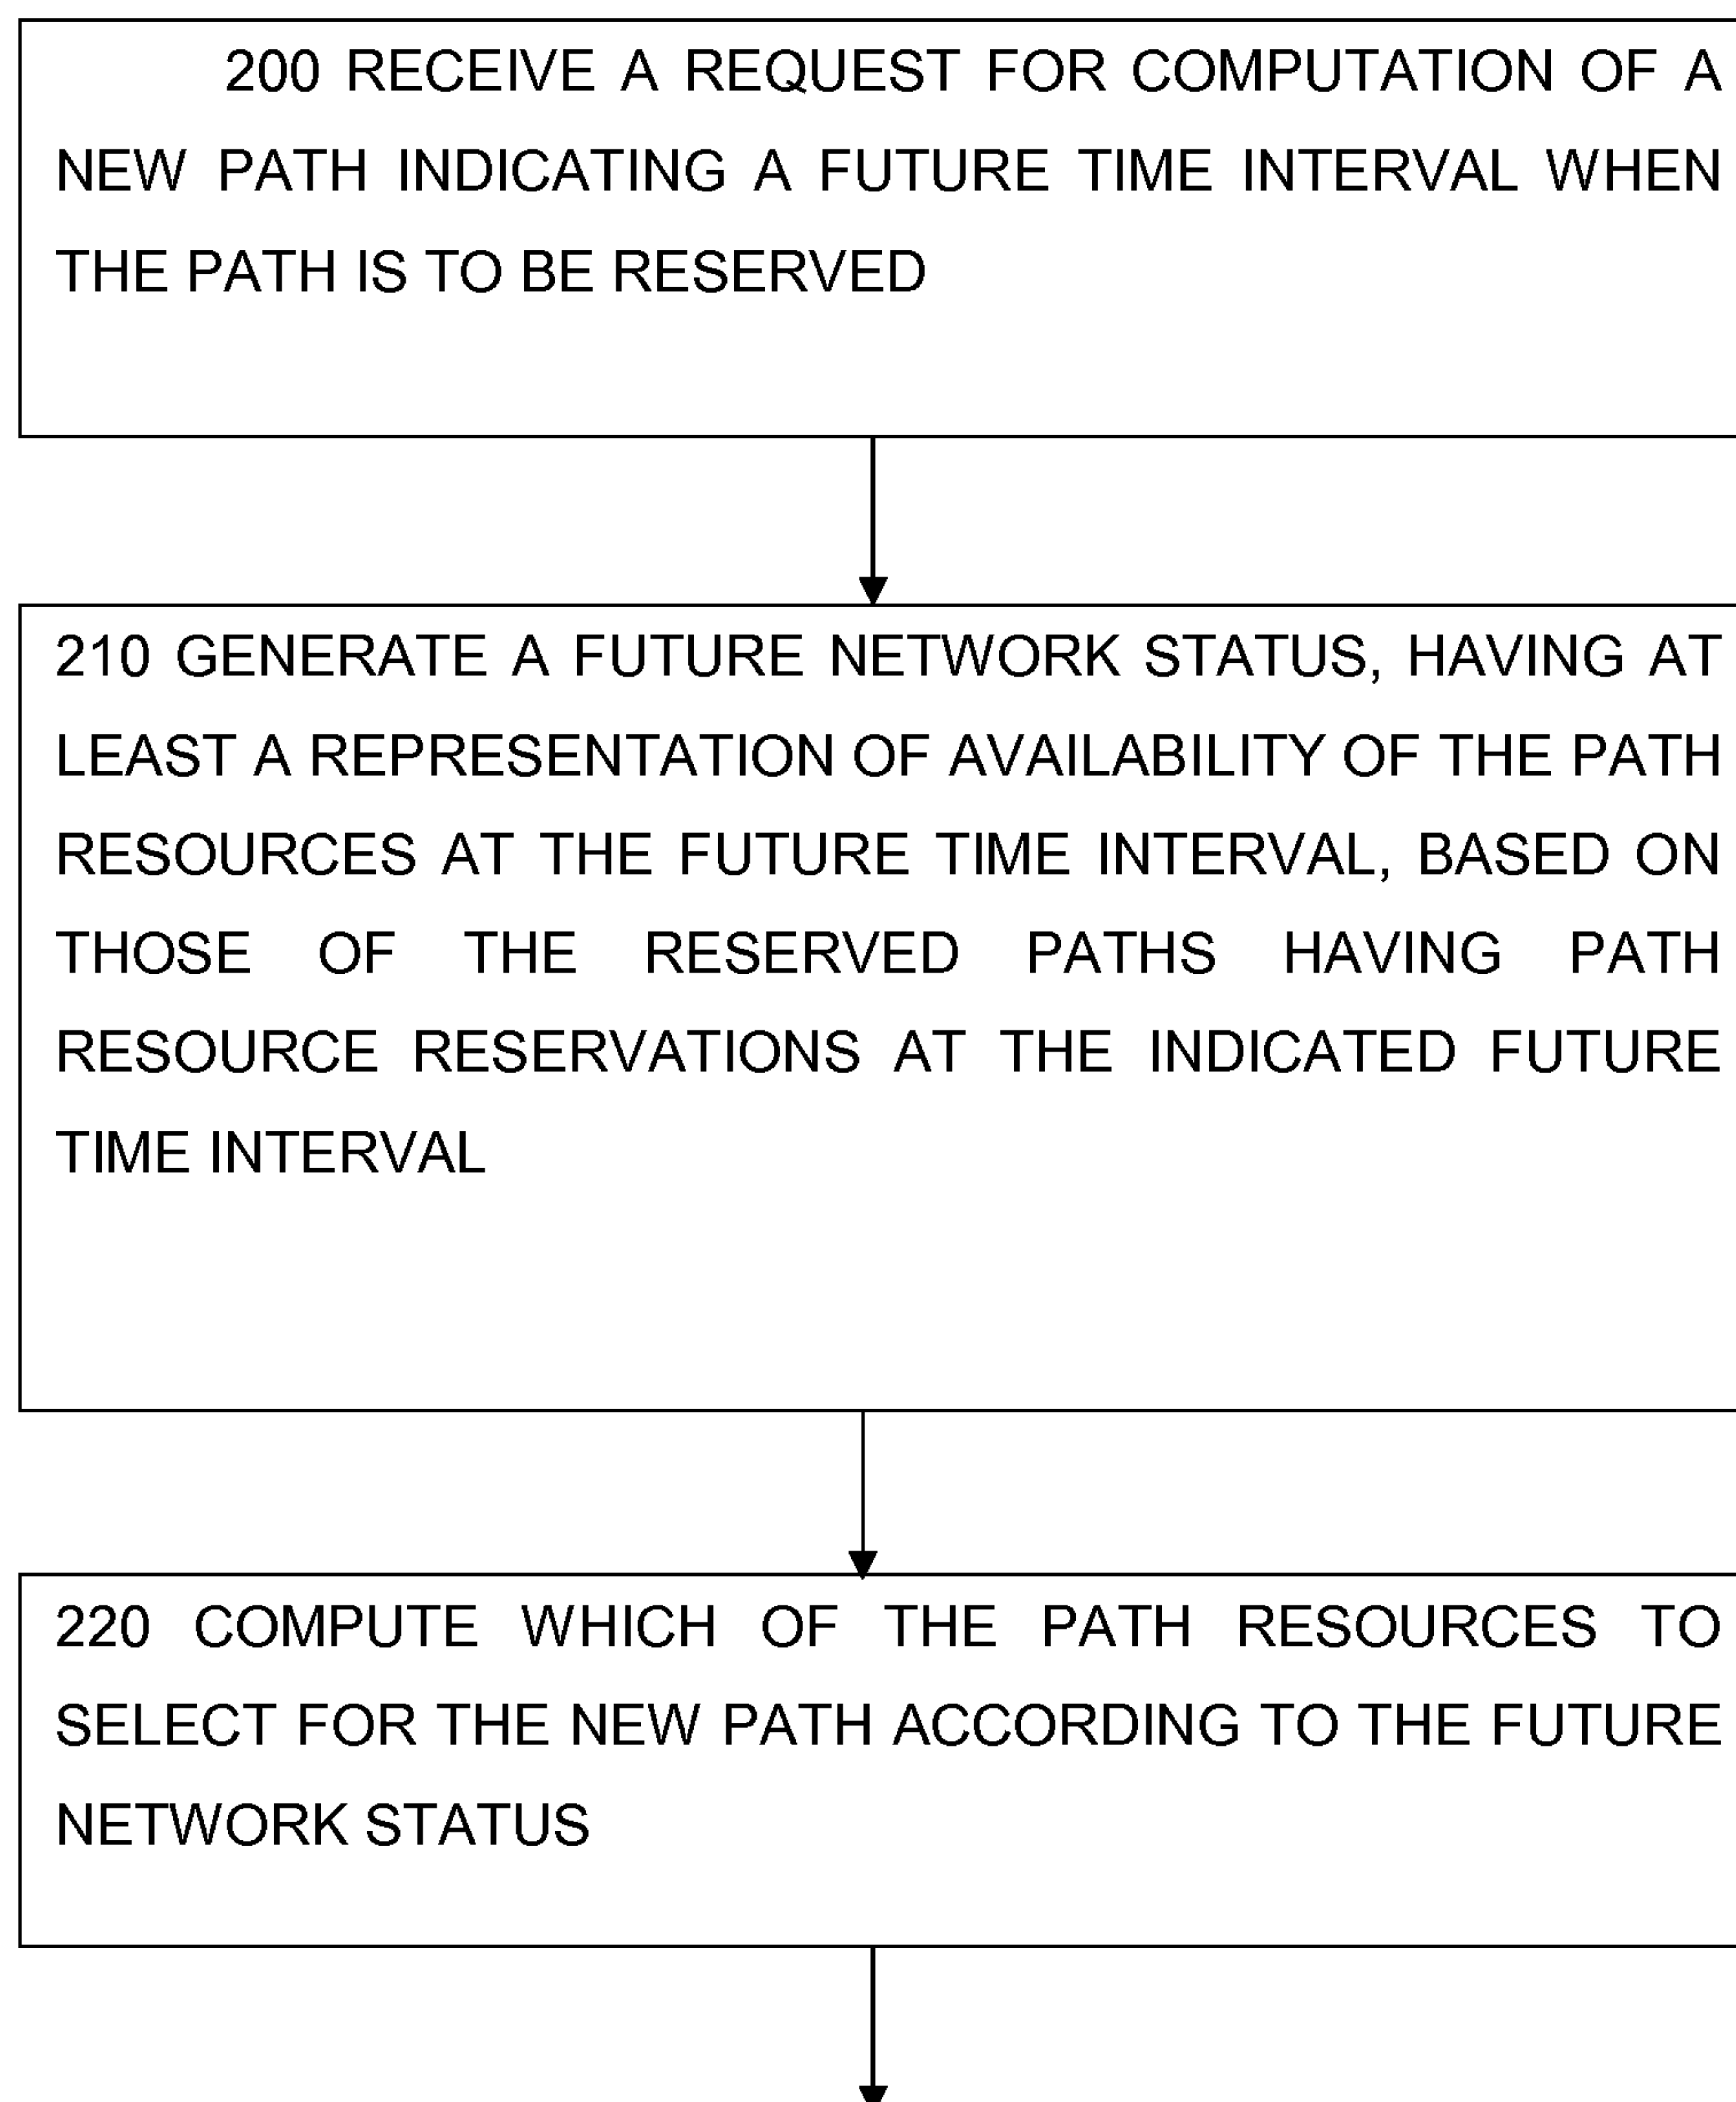 200 RECEIVE A REQUEST FOR COMPUTATION OF A
NEW PATH INDICATING A FUTURE TIME INTERVAL WHEN
THE PATH IS TO BE RESERVED
210 GENERATE A FUTURE NETWORK STATUS, HAVING AT
LEAST A REPRESENTATION OF AVAILABILITY OF THE PATH
RESOURCES AT THE FUTURE TIME INTERVAL, BASED ON
THOSE OF THE RESERVED PATHS HAVING PATH
RESOURCE RESERVATIONS AT THE INDICATED FUTURE
TIME INTERVAL
220 COMPUTE WHICH OF THE PATH RESOURCES TO
SELECT FOR THE NEW PATH ACCORDING TO THE FUTURE
NETWORK STATUS